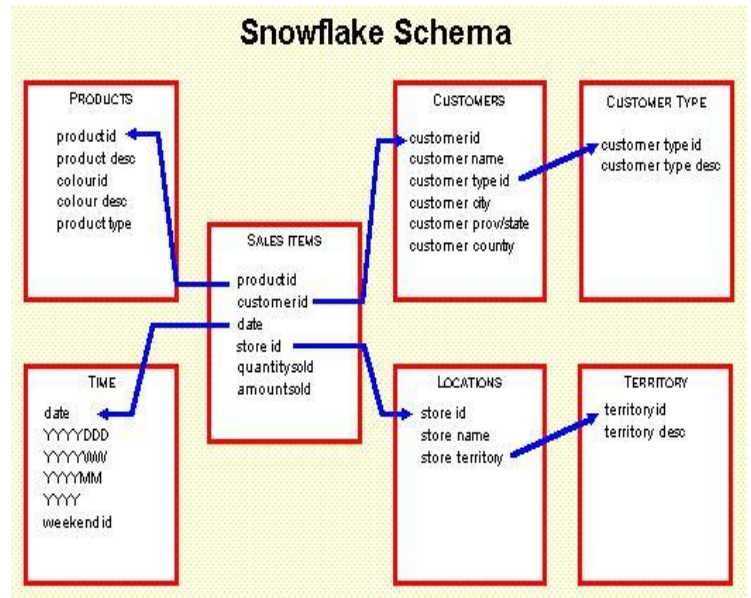 Snowflake Schema
PRODUCTS
productid
product desc
colourid
colour desc
product type
CUSTOMERS
customerid
customer name
customer type id
customer city
customer prov/state
customer country
CUSTOMER TYPE
customer type id
customer type desc
SALES ITEMS
productid
customerid
date
store id
quantitysold
amountsold
TIME
date
YYYYDDD
YYYYWW
YYYYMM
YYYY
weekendid
LOCATIONS
store id
store name
store territory
TERRITORY
territoryid
territory desc